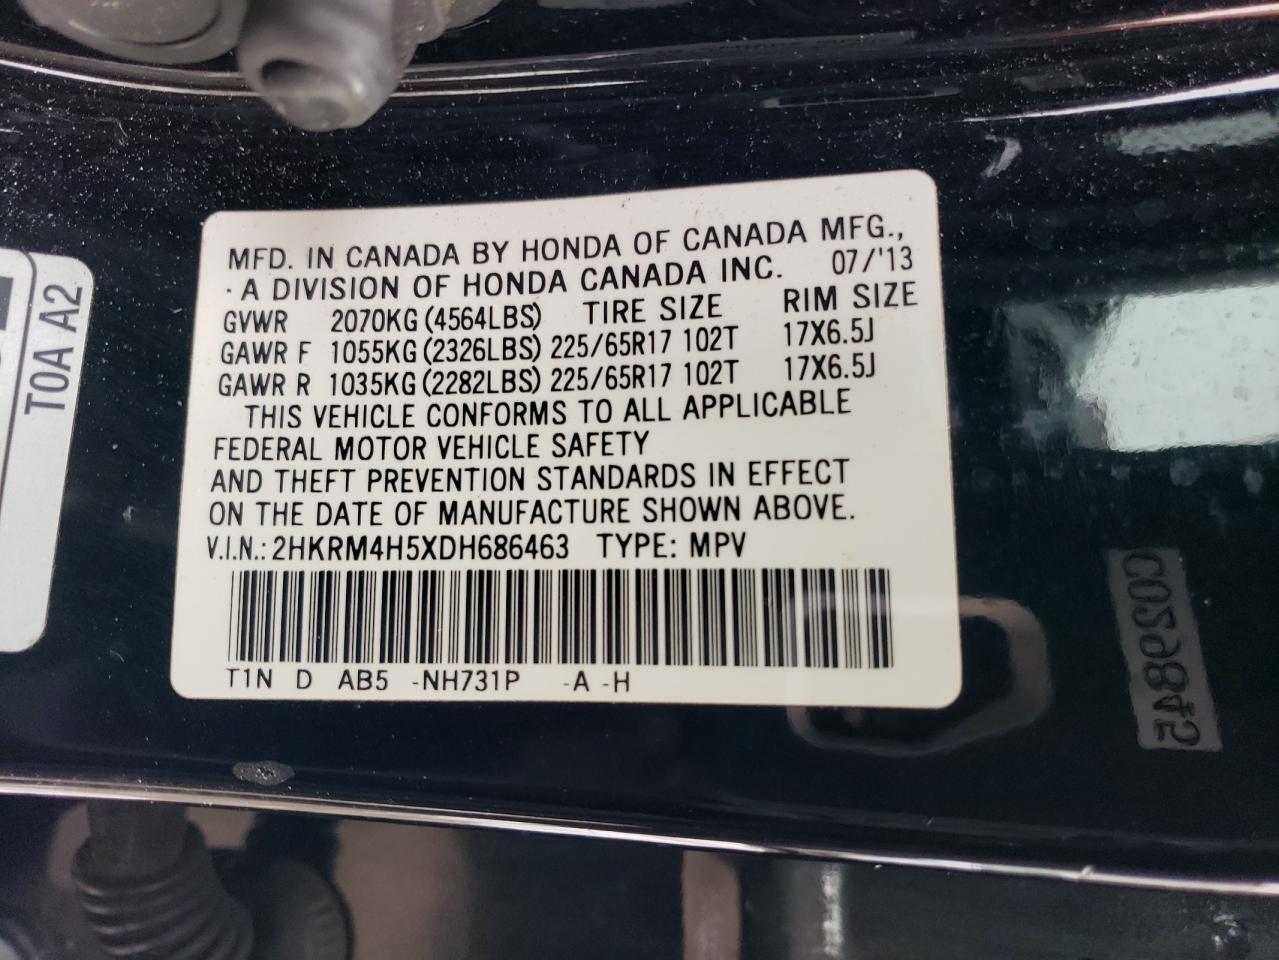 MFD. IN CANADA BY HONDA OF CANADA MFG.,
A DIVISION OF HONDA CANADA INC. 07/'13
GVWR 2070KG (4564LBS) TIRE SIZE RIM SIZE
GAWR F 1055KG (2326LBS) 225/65R17 102T 17X6.5J
GAWR R 1035KG (2282LBS) 225/65R17 102T 17X6.5J
THIS VEHICLE CONFORMS TO ALL APPLICABLE
FEDERAL MOTOR VEHICLE SAFETY
AND THEFT PREVENTION STANDARDS IN EFFECT
ON THE DATE OF MANUFACTURE SHOWN ABOVE.
V.I.N.: 2HKRM4H5XDH686463 TYPE: MPV
T1N D AB5 -NH731P -A -H
T0A A2
C029842